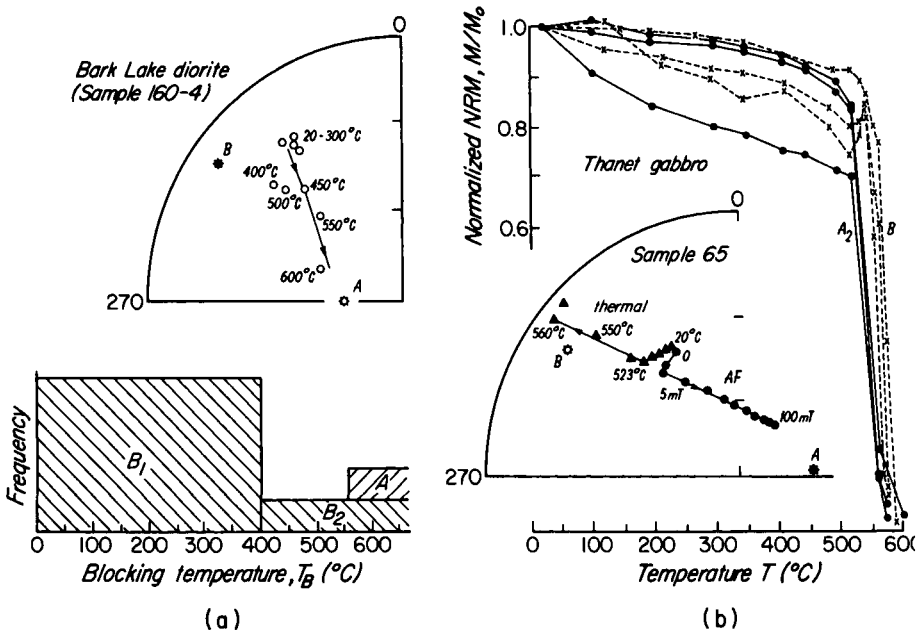 0
Bark Lake diorite
(Sample 160-4)
B
20-300°C
400°C
450°C
500°C
550°C
600°C
A
270
Frequency
B₁
A
B₂
0 100 200 300 400 500 600
Blocking temperature, T_B (°C)
(a)
Normalized NRM, M/M₀
1.0
0.8
0.6
Thanet gabbro
A₂
B
0
Sample 65
thermal
560°C
550°C
20°C
0
B
523°C
5mT
AF
100mT
A
270
0 100 200 300 400 500 600
Temperature T (°C)
(b)